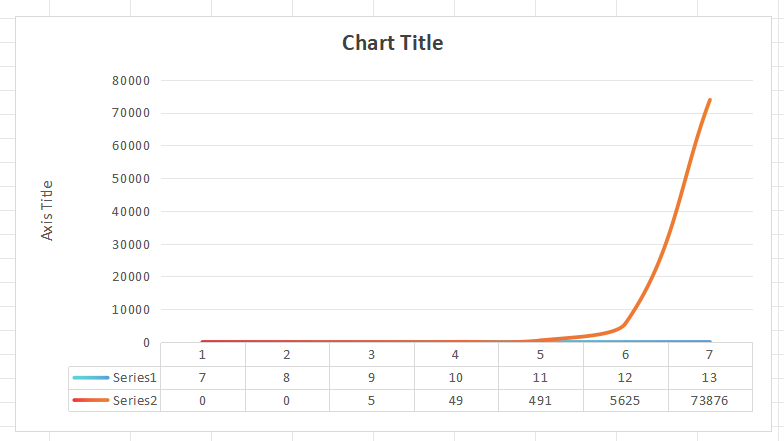 Chart Title
80000
70000
60000
50000
40000
30000
20000
10000
0
Axis Title
1 2 3 4 5 6 7
Series1 7 8 9 10 11 12 13
Series2 0 0 5 49 491 5625 73876